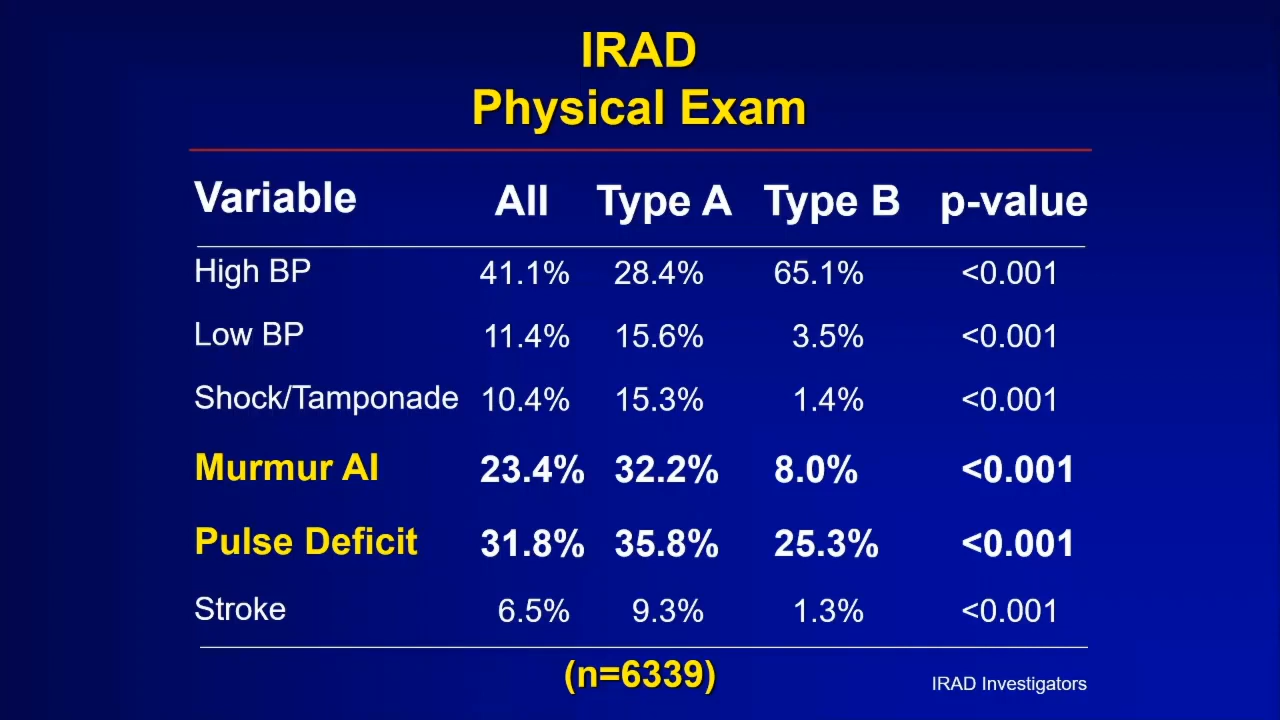 IRAD
Physical Exam
Variable All Type A Type B p-value
High BP 41.1% 28.4% 65.1% <0.001
Low BP 11.4% 15.6% 3.5% <0.001
Shock/Tamponade 10.4% 15.3% 1.4% <0.001
Murmur AI 23.4% 32.2% 8.0% <0.001
Pulse Deficit 31.8% 35.8% 25.3% <0.001
Stroke 6.5% 9.3% 1.3% <0.001
(n=6339)
IRAD Investigators